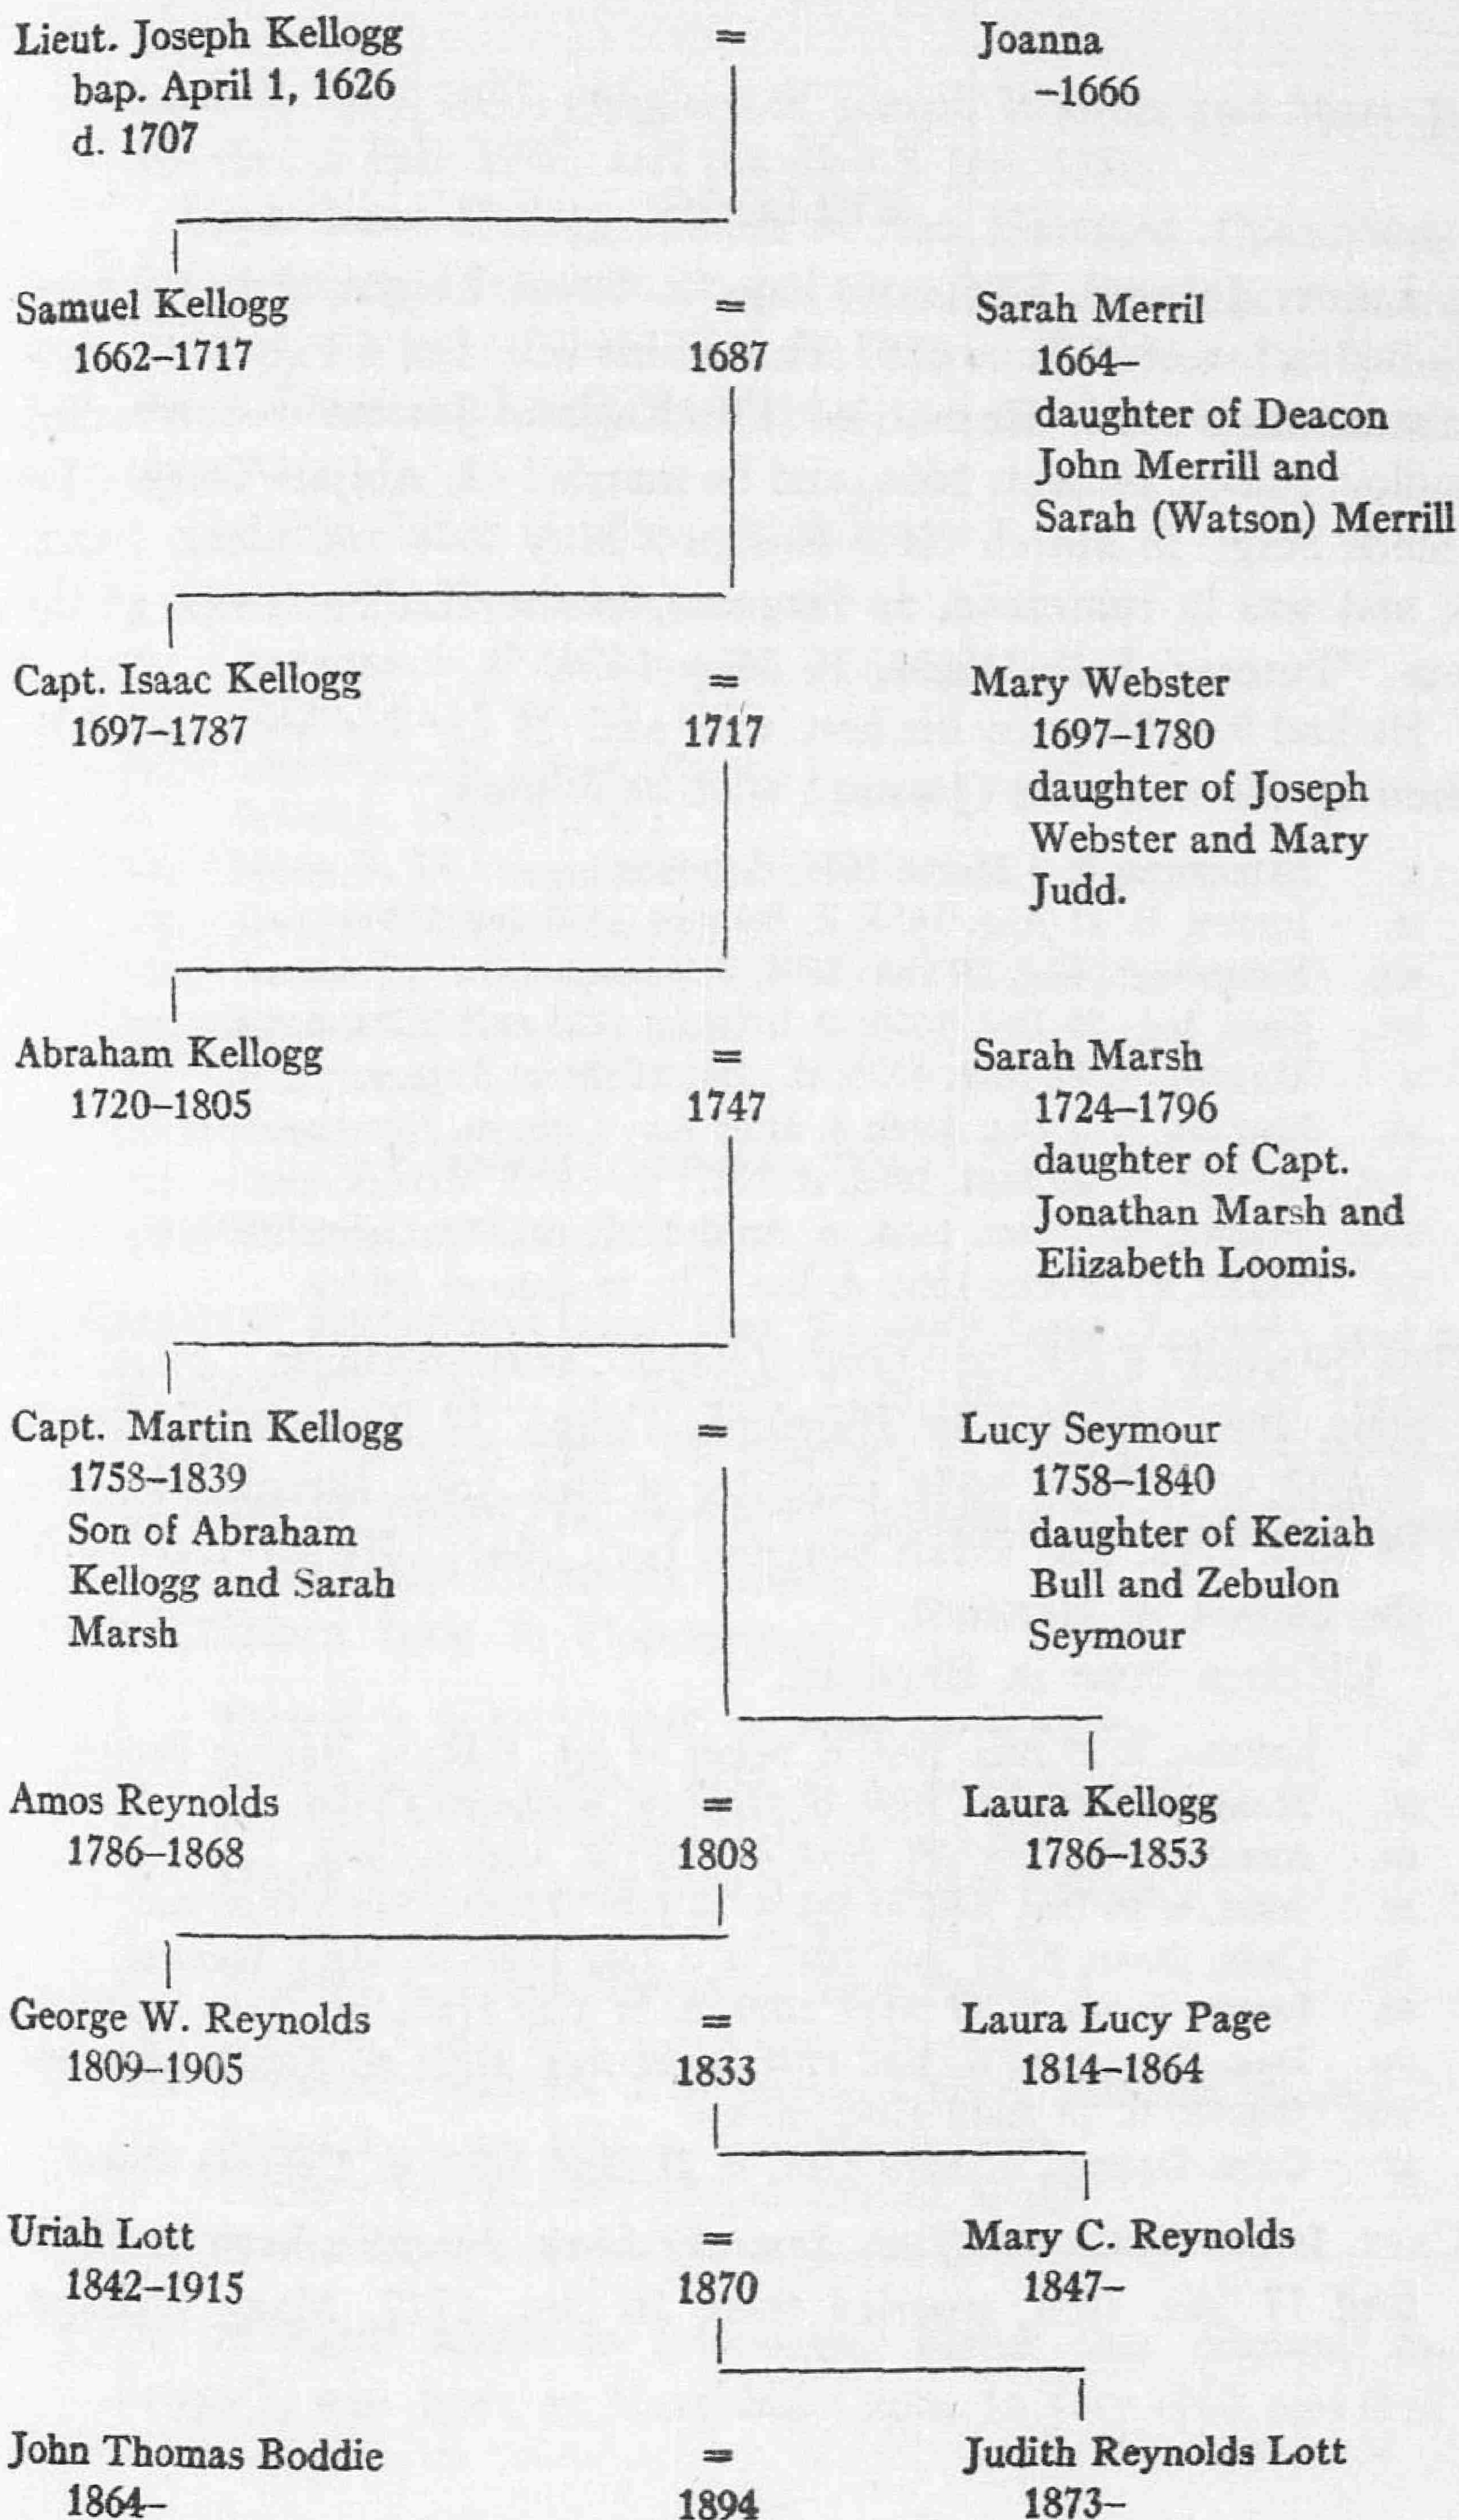 Lieut. Joseph Kellogg = Joanna
bap. April 1, 1626 –1666
d. 1707
Samuel Kellogg = Sarah Merril
1662–1717 1687 1664–
daughter of Deacon
John Merrill and
Sarah (Watson) Merrill
Capt. Isaac Kellogg = Mary Webster
1697–1787 1717 1697–1780
daughter of Joseph
Webster and Mary
Judd.
Abraham Kellogg = Sarah Marsh
1720–1805 1747 1724–1796
daughter of Capt.
Jonathan Marsh and
Elizabeth Loomis.
Capt. Martin Kellogg = Lucy Seymour
1758–1839 1758–1840
Son of Abraham daughter of Keziah
Kellogg and Sarah Bull and Zebulon
Marsh Seymour
Amos Reynolds = Laura Kellogg
1786–1868 1808 1786–1853
George W. Reynolds = Laura Lucy Page
1809–1905 1833 1814–1864
Uriah Lott = Mary C. Reynolds
1842–1915 1870 1847–
John Thomas Boddie = Judith Reynolds Lott
1864– 1894 1873–